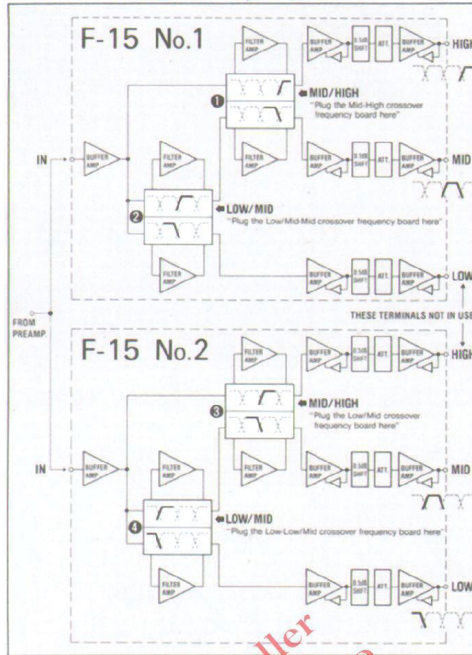 F-15 No.1
FILTER AMP
BUFFER AMP
0.5dB SHIFT
ATT.
BUFFER AMP
HIGH
❶
MID/HIGH
"Plug the Mid-High crossover
frequency board here"
IN
BUFFER AMP
FILTER AMP
FILTER AMP
BUFFER AMP
0.5dB SHIFT
ATT.
BUFFER AMP
MID
❷
LOW/MID
"Plug the Low/Mid-Mid crossover frequency board here"
FILTER AMP
BUFFER AMP
0.5dB SHIFT
ATT.
BUFFER AMP
LOW
FROM
PREAMP.
THESE TERMINALS NOT IN USE
F-15 No.2
FILTER AMP
BUFFER AMP
0.5dB SHIFT
ATT.
BUFFER AMP
HIGH
❸
MID/HIGH
"Plug the Low/Mid crossover
frequency board here"
IN
BUFFER AMP
FILTER AMP
FILTER AMP
BUFFER AMP
0.5dB SHIFT
ATT.
BUFFER AMP
MID
❹
LOW/MID
"Plug the Low-Low/Mid crossover frequency board here"
FILTER AMP
BUFFER AMP
0.5dB SHIFT
ATT.
BUFFER AMP
LOW